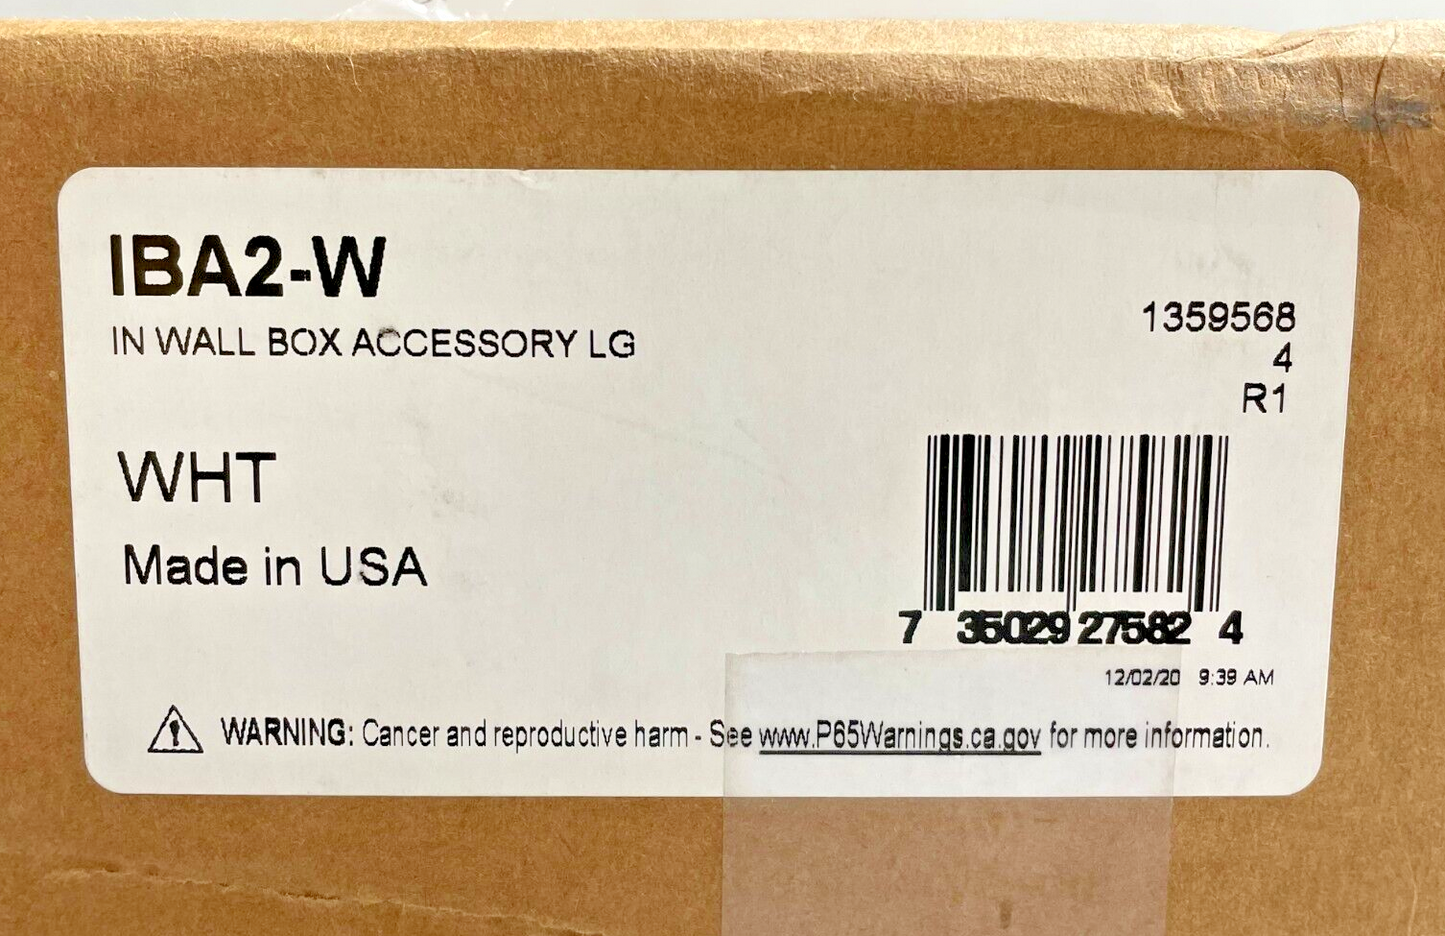 IBA2-W
IN WALL BOX ACCESSORY LG
1359568
4
R1
WHT
Made in USA
7 35029 27582 4
12/02/20 9:39 AM
WARNING: Cancer and reproductive harm - See www.P65Warnings.ca.gov for more information.